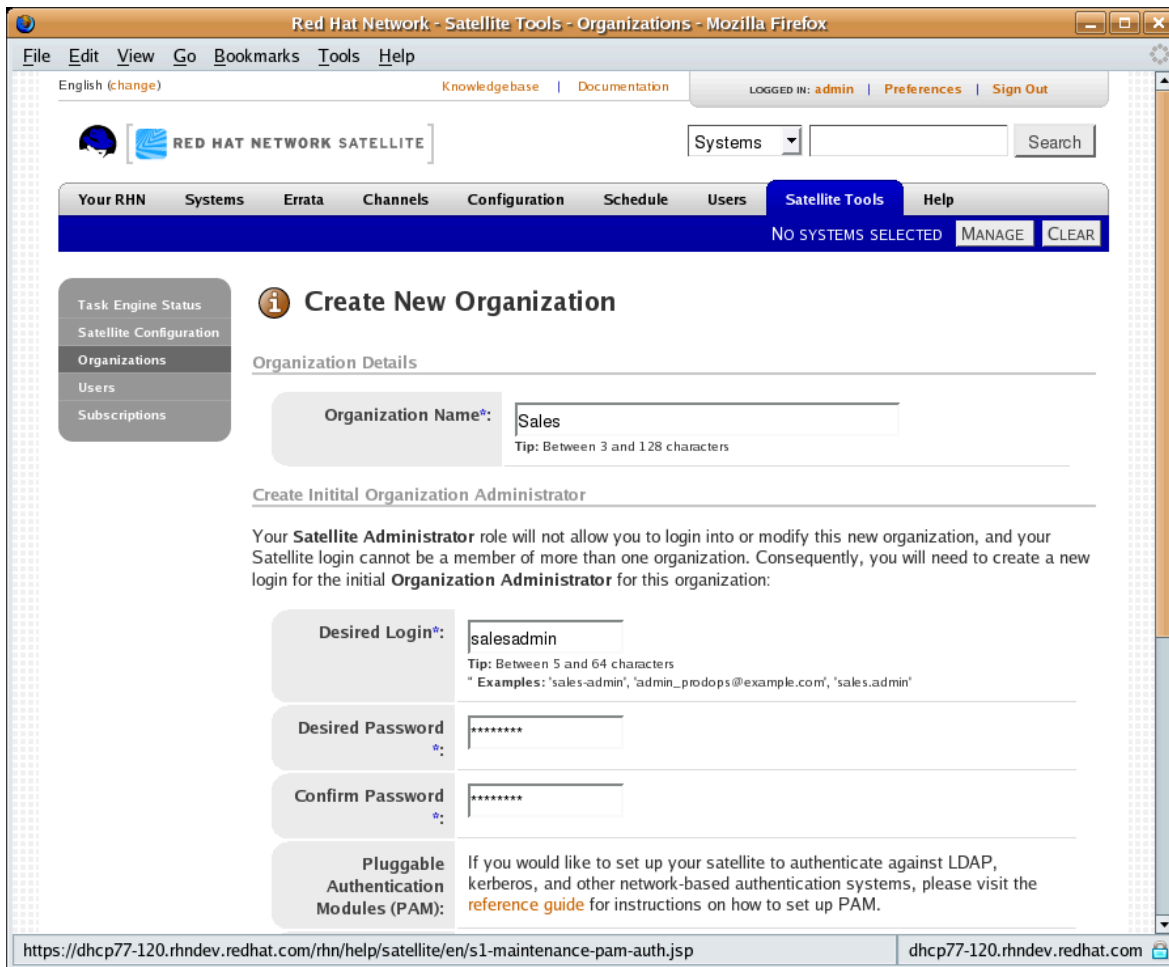 Red Hat Network - Satellite Tools - Organizations - Mozilla Firefox
File Edit View Go Bookmarks Tools Help
English (change) Knowledgebase | Documentation LOGGED IN: admin | Preferences | Sign Out
RED HAT NETWORK SATELLITE Systems Search
Your RHN Systems Errata Channels Configuration Schedule Users Satellite Tools Help
NO SYSTEMS SELECTED MANAGE CLEAR
Task Engine Status
Satellite Configuration
Organizations
Users
Subscriptions
Create New Organization
Organization Details
Organization Name*: Sales
Tip: Between 3 and 128 characters
Create Initital Organization Administrator
Your Satellite Administrator role will not allow you to login into or modify this new organization, and your
Satellite login cannot be a member of more than one organization. Consequently, you will need to create a new
login for the initial Organization Administrator for this organization:
Desired Login*: salesadmin
Tip: Between 5 and 64 characters
" Examples: 'sales-admin', 'admin_prodops@example.com', 'sales.admin'
Desired Password
*: ********
Confirm Password
*: ********
Pluggable
Authentication
Modules (PAM):
If you would like to set up your satellite to authenticate against LDAP,
kerberos, and other network-based authentication systems, please visit the
reference guide for instructions on how to set up PAM.
https://dhcp77-120.rhndev.redhat.com/rhn/help/satellite/en/s1-maintenance-pam-auth.jsp dhcp77-120.rhndev.redhat.com